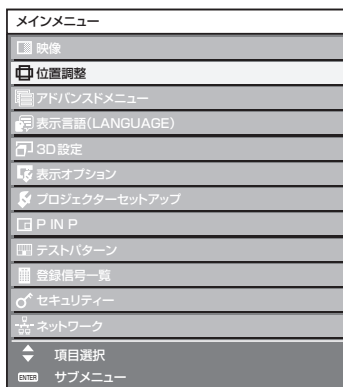 メインメニュー
映像
位置調整
アドバンスドメニュー
表示言語(LANGUAGE)
3D設定
表示オプション
プロジェクターセットアップ
P IN P
テストパターン
登録信号一覧
セキュリティー
ネットワーク
項目選択
ENTER サブメニュー